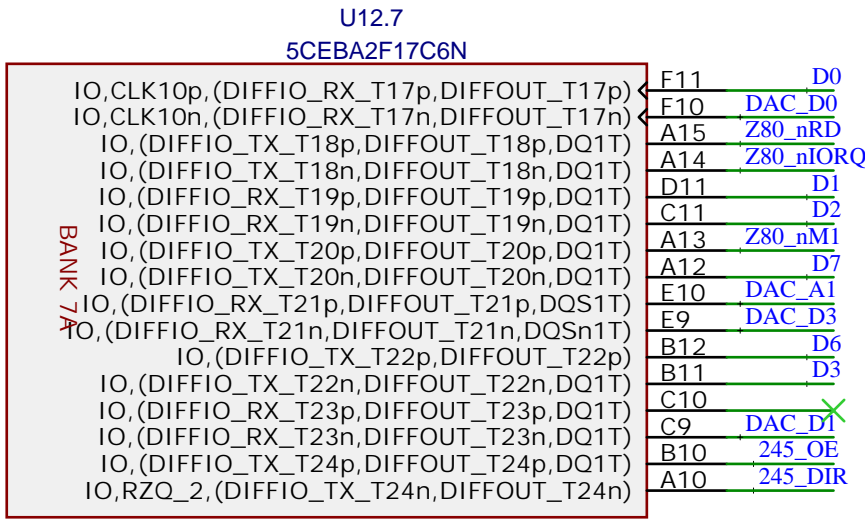 U12.7
5CEBA2F17C6N
IO,CLK10p,(DIFFIO_RX_T17p,DIFFOUT_T17p) F11 D0
IO,CLK10n,(DIFFIO_RX_T17n,DIFFOUT_T17n) F10 DAC_D0
IO,(DIFFIO_TX_T18p,DIFFOUT_T18p,DQ1T) A15 Z80_nRD
IO,(DIFFIO_TX_T18n,DIFFOUT_T18n,DQ1T) A14 Z80_nIORQ
IO,(DIFFIO_RX_T19p,DIFFOUT_T19p,DQ1T) D11 D1
IO,(DIFFIO_RX_T19n,DIFFOUT_T19n,DQ1T) C11 D2
IO,(DIFFIO_TX_T20p,DIFFOUT_T20p,DQ1T) A13 Z80_nM1
IO,(DIFFIO_TX_T20n,DIFFOUT_T20n,DQ1T) A12 D7
IO,(DIFFIO_RX_T21p,DIFFOUT_T21p,DQS1T) E10 DAC_A1
IO,(DIFFIO_RX_T21n,DIFFOUT_T21n,DQSn1T) E9 DAC_D3
IO,(DIFFIO_TX_T22p,DIFFOUT_T22p) B12 D6
IO,(DIFFIO_TX_T22n,DIFFOUT_T22n,DQ1T) B11 D3
IO,(DIFFIO_RX_T23p,DIFFOUT_T23p,DQ1T) C10
IO,(DIFFIO_RX_T23n,DIFFOUT_T23n,DQ1T) C9 DAC_D1
IO,(DIFFIO_TX_T24p,DIFFOUT_T24p,DQ1T) B10 245_OE
IO,RZQ_2,(DIFFIO_TX_T24n,DIFFOUT_T24n) A10 245_DIR
BANK 7A